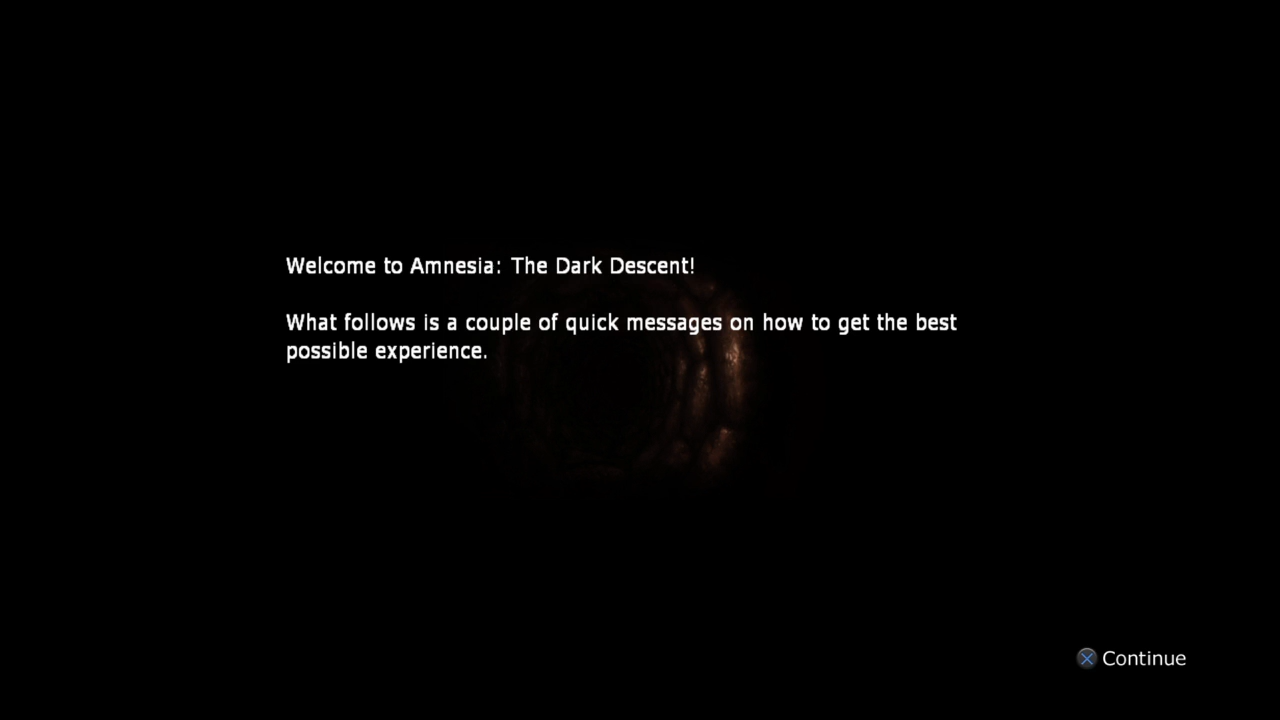 Welcome to Amnesia: The Dark Descent!
What follows is a couple of quick messages on how to get the best
possible experience.
Continue